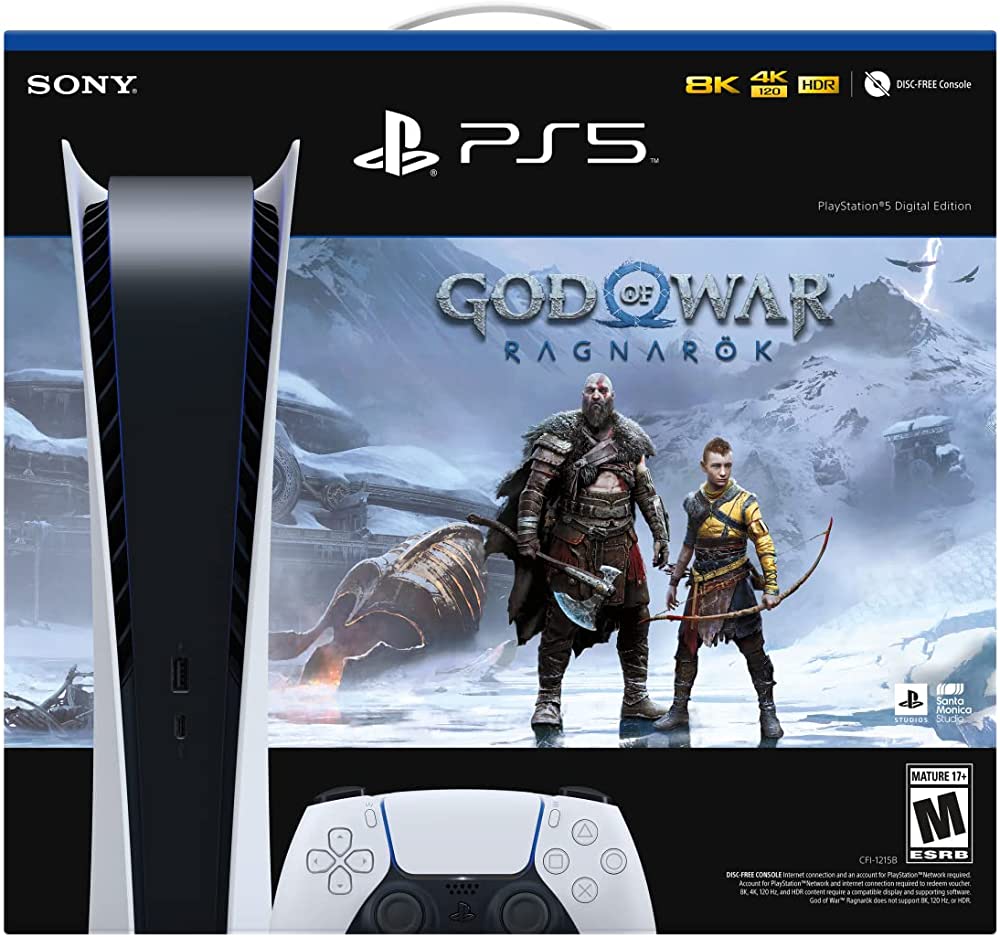 SONY®
8K 4K 120 HDR DISC-FREE Console
PS5™
PlayStation®5 Digital Edition
GOD OF WAR™
RAGNARÖK
STUDIOS
Santa
Monica
Studio
MATURE 17+
M
ESRB
CFI-1215B
DISC-FREE CONSOLE Internet connection and an account for PlayStation™Network required.
Account for PlayStation™Network and internet connection required to redeem voucher.
8K, 4K, 120 Hz, and HDR content require a compatible display and supporting software.
God of War™ Ragnarök does not support 8K, 120 Hz, or HDR.